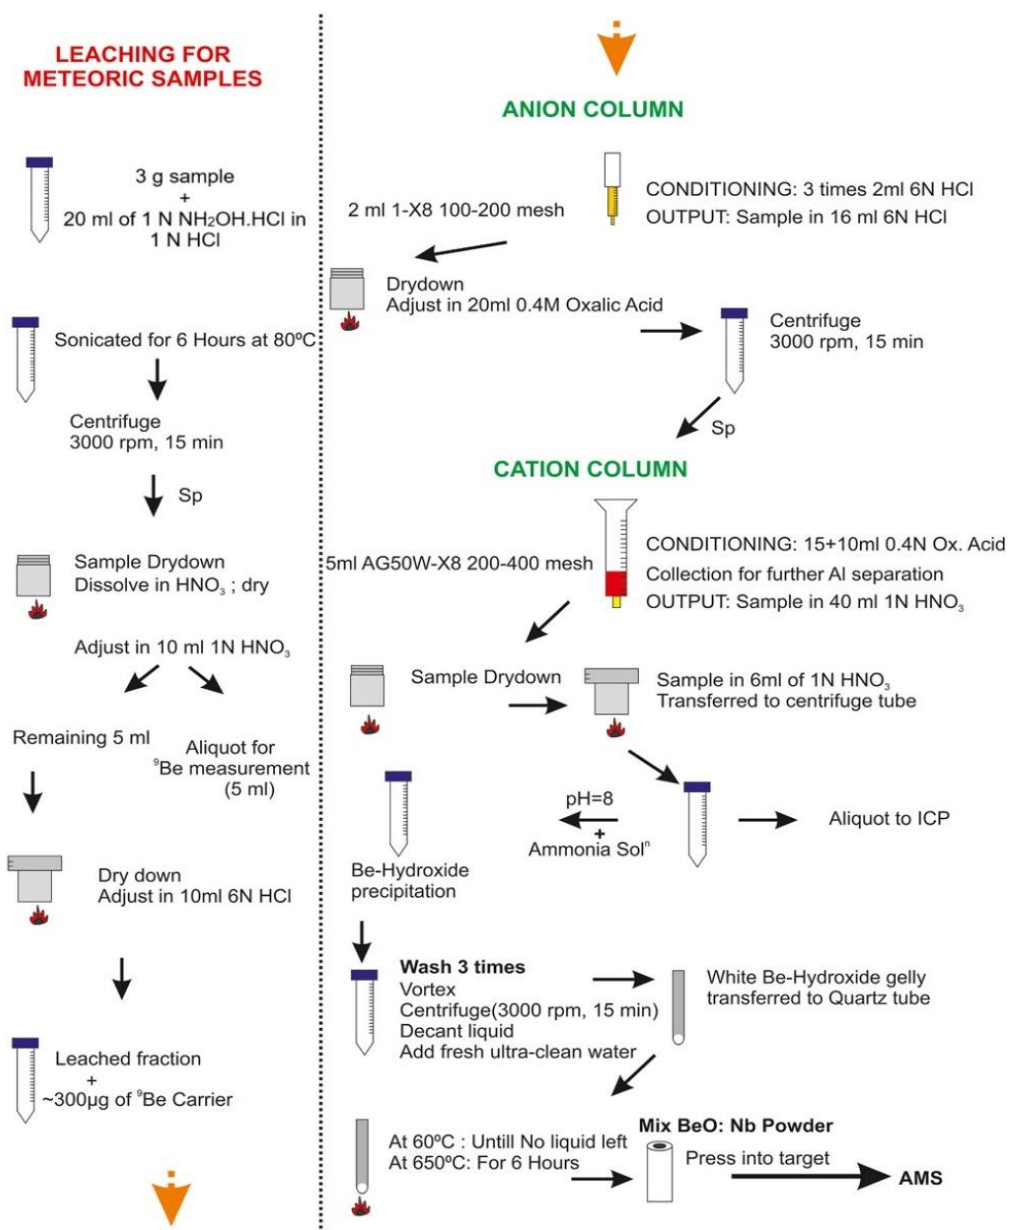 LEACHING FOR
METEORIC SAMPLES
3 g sample
+
20 ml of 1 N NH₂OH.HCl in
1 N HCl
Sonicated for 6 Hours at 80ºC
Centrifuge
3000 rpm, 15 min
Sp
Sample Drydown
Dissolve in HNO₃ ; dry
Adjust in 10 ml 1N HNO₃
Remaining 5 ml
Aliquot for
⁹Be measurement
(5 ml)
Dry down
Adjust in 10ml 6N HCl
Leached fraction
+
~300µg of ⁹Be Carrier
ANION COLUMN
2 ml 1-X8 100-200 mesh
CONDITIONING: 3 times 2ml 6N HCl
OUTPUT: Sample in 16 ml 6N HCl
Drydown
Adjust in 20ml 0.4M Oxalic Acid
Centrifuge
3000 rpm, 15 min
Sp
CATION COLUMN
5ml AG50W-X8 200-400 mesh
CONDITIONING: 15+10ml 0.4N Ox. Acid
Collection for further Al separation
OUTPUT: Sample in 40 ml 1N HNO₃
Sample Drydown
Sample in 6ml of 1N HNO₃
Transferred to centrifuge tube
pH=8
+
Ammonia Solⁿ
Aliquot to ICP
Be-Hydroxide
precipitation
Wash 3 times
Vortex
Centrifuge(3000 rpm, 15 min)
Decant liquid
Add fresh ultra-clean water
White Be-Hydroxide gelly
transferred to Quartz tube
At 60ºC : Untill No liquid left
At 650ºC: For 6 Hours
Mix BeO: Nb Powder
Press into target
AMS